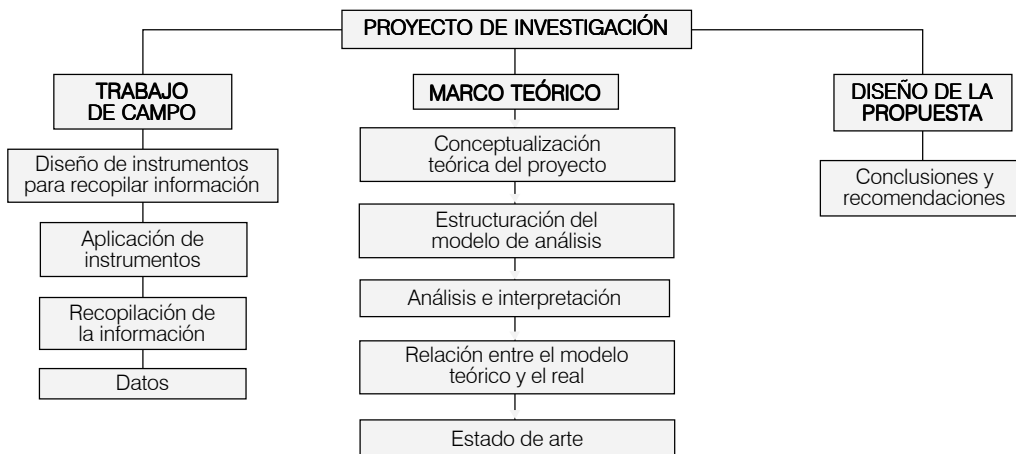 PROYECTO DE INVESTIGACIÓN
TRABAJO
DE CAMPO
Diseño de instrumentos
para recopilar información
Aplicación de
instrumentos
Recopilación de
la información
Datos
MARCO TEÓRICO
Conceptualización
teórica del proyecto
Estructuración del
modelo de análisis
Análisis e interpretación
Relación entre el modelo
teórico y el real
Estado de arte
DISEÑO DE LA
PROPUESTA
Conclusiones y
recomendaciones